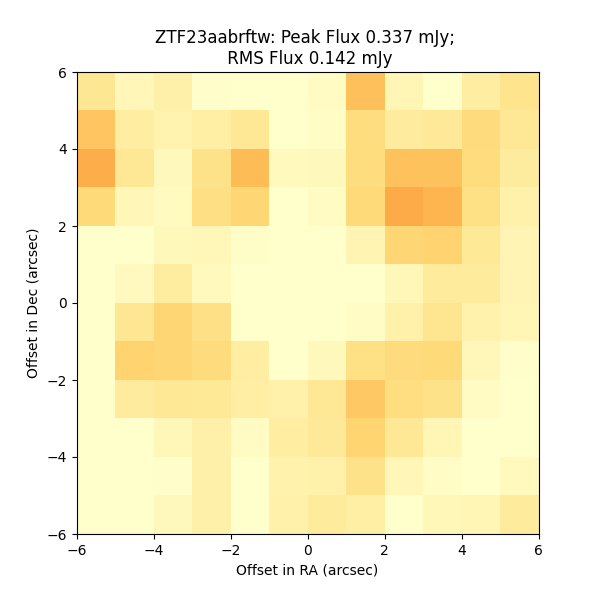 ZTF23aabrftw: Peak Flux 0.337 mJy;
RMS Flux 0.142 mJy
6
4
2
0
−2
−4
−6
Offset in Dec (arcsec)
−6 −4 −2 0 2 4 6
Offset in RA (arcsec)